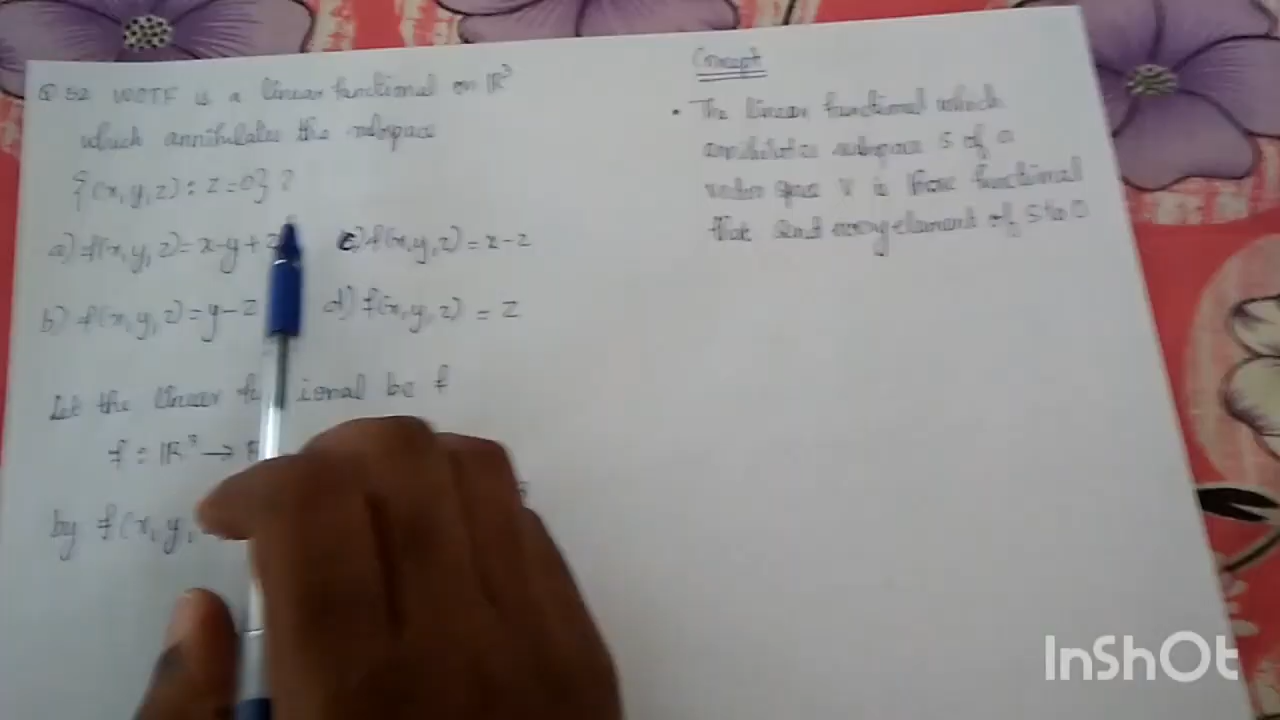 Q 52 WOTF is a linear functional on ℝ³
which annihilates the subspace
{(x, y, z) : z = 0} ?
a) f(x, y, z) = x - y +
c) f(x, y, z) = x - z
b) f(x, y, z) = y - z
d) f(x, y, z) = z
Let the linear be f
f : ℝ³ →
by f(x, y,
Concept
• The linear functional which
annihilates subspace S of a
vector space V is those functional
that send every element of S to 0
InShOt